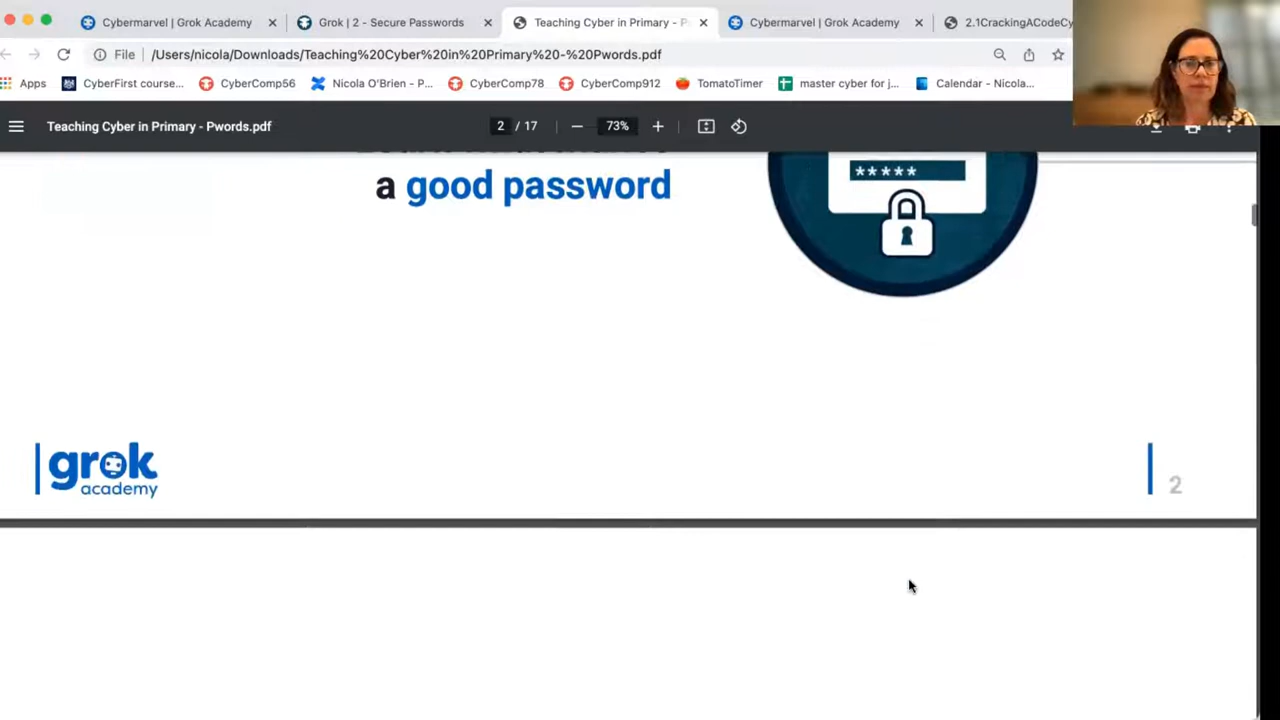 Cybermarvel | Grok Academy
Grok | 2 - Secure Passwords
Teaching Cyber in Primary - P
Cybermarvel | Grok Academy
2.1CrackingACodeCy
File /Users/nicola/Downloads/Teaching%20Cyber%20in%20Primary%20-%20Pwords.pdf
Apps
CyberFirst course...
CyberComp56
Nicola O'Brien - P...
CyberComp78
CyberComp912
TomatoTimer
master cyber for j...
Calendar - Nicola...
Teaching Cyber in Primary - Pwords.pdf
2 / 17
73%
*****
a good password
grok
academy
2